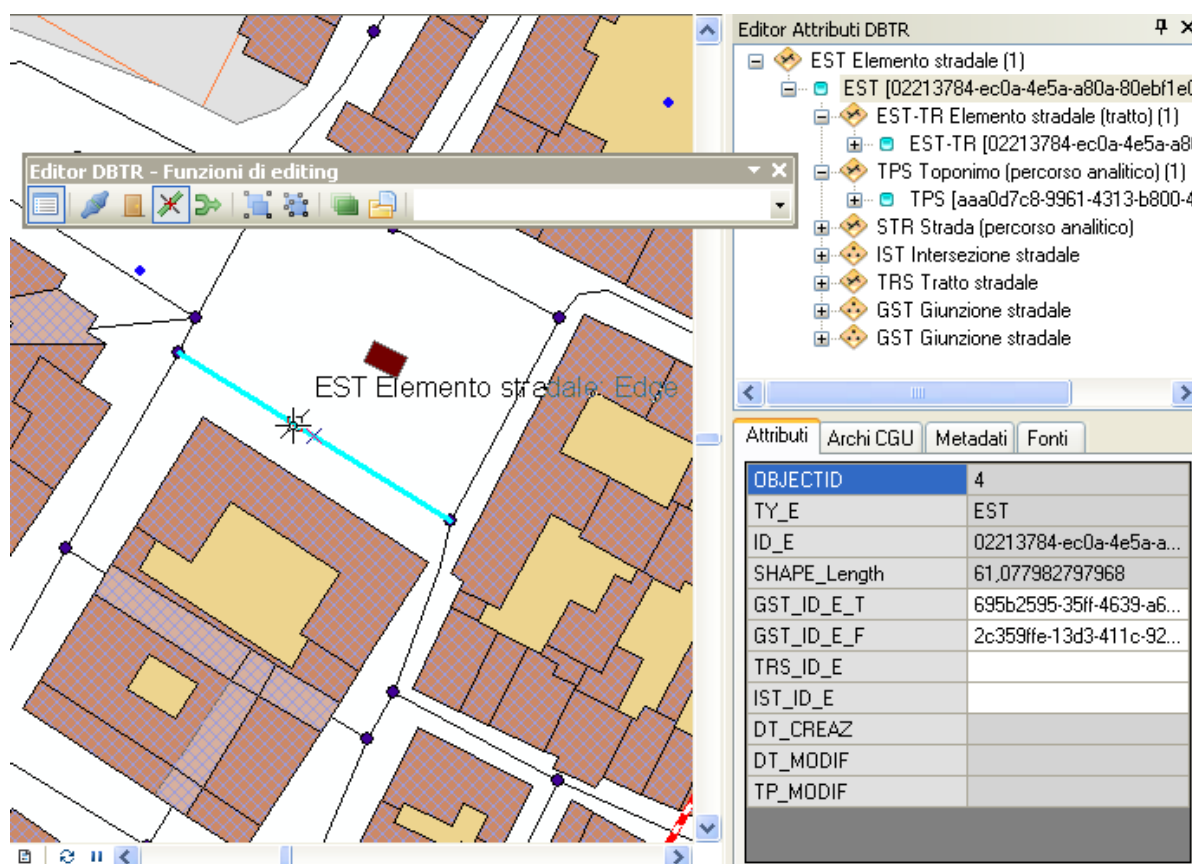 Editor Attributi DBTR
EST Elemento stradale (1)
EST [02213784-ec0a-4e5a-a80a-80ebf1e0
EST-TR Elemento stradale (tratto) (1)
EST-TR [02213784-ec0a-4e5a-a8
TPS Toponimo (percorso analitico) (1)
TPS [aaa0d7c8-9961-4313-b800-4
STR Strada (percorso analitico)
IST Intersezione stradale
TRS Tratto stradale
GST Giunzione stradale
GST Giunzione stradale
Editor DBTR - Funzioni di editing
EST Elemento stradale: Edge
Attributi Archi CGU Metadati Fonti
OBJECTID 4
TY_E EST
ID_E 02213784-ec0a-4e5a-a...
SHAPE_Length 61,077982797968
GST_ID_E_T 695b2595-35ff-4639-a6...
GST_ID_E_F 2c359ffe-13d3-411c-92...
TRS_ID_E
IST_ID_E
DT_CREAZ
DT_MODIF
TP_MODIF